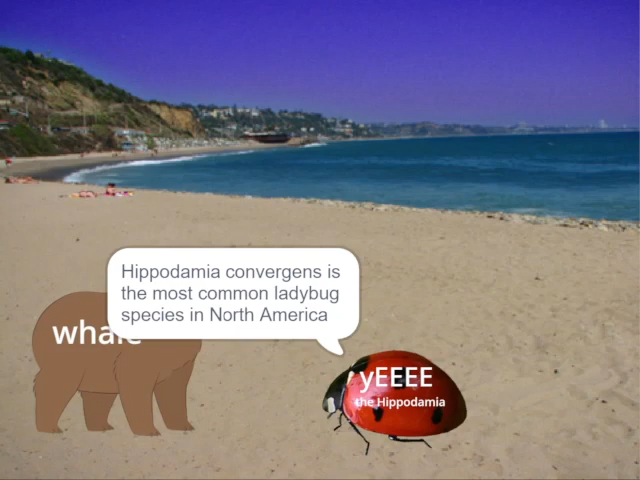 Hippodamia convergens is
the most common ladybug
species in North America
whale
yEEEE
the Hippodamia